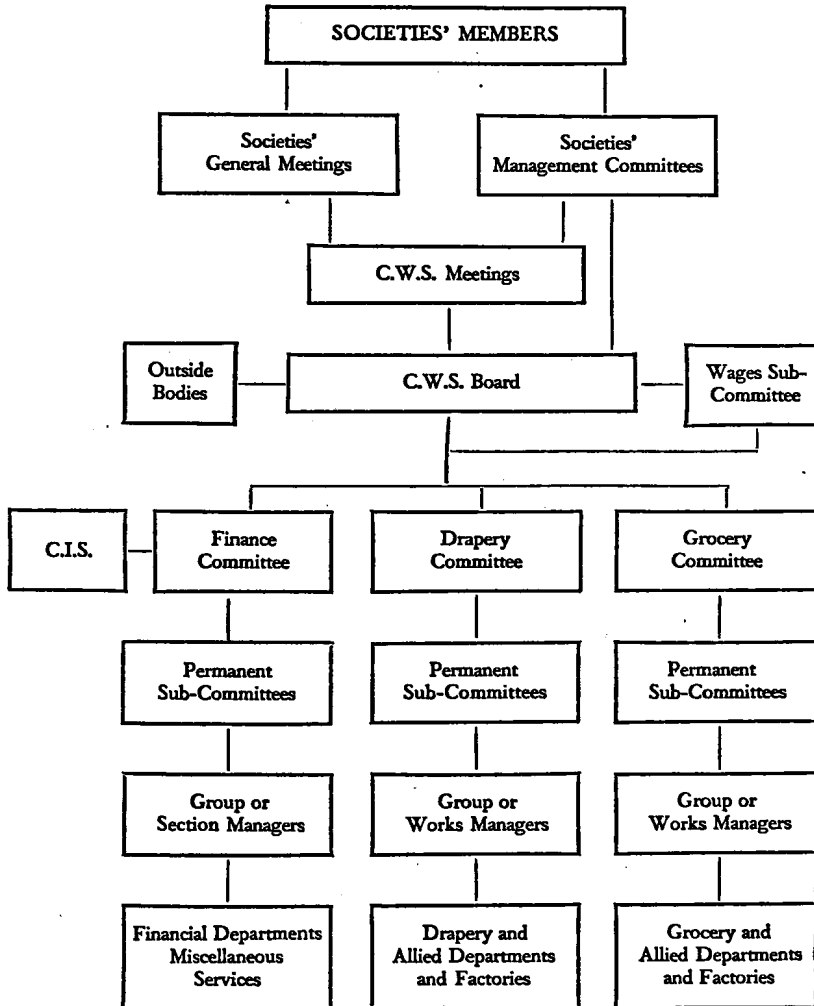 SOCIETIES' MEMBERS
Societies'
General Meetings
Societies'
Management Committees
C.W.S. Meetings
Outside
Bodies
C.W.S. Board
Wages Sub-
Committee
C.I.S.
Finance
Committee
Drapery
Committee
Grocery
Committee
Permanent
Sub-Committees
Permanent
Sub-Committees
Permanent
Sub-Committees
Group or
Section Managers
Group or
Works Managers
Group or
Works Managers
Financial Departments
Miscellaneous
Services
Drapery and
Allied Departments
and Factories
Grocery and
Allied Departments
and Factories